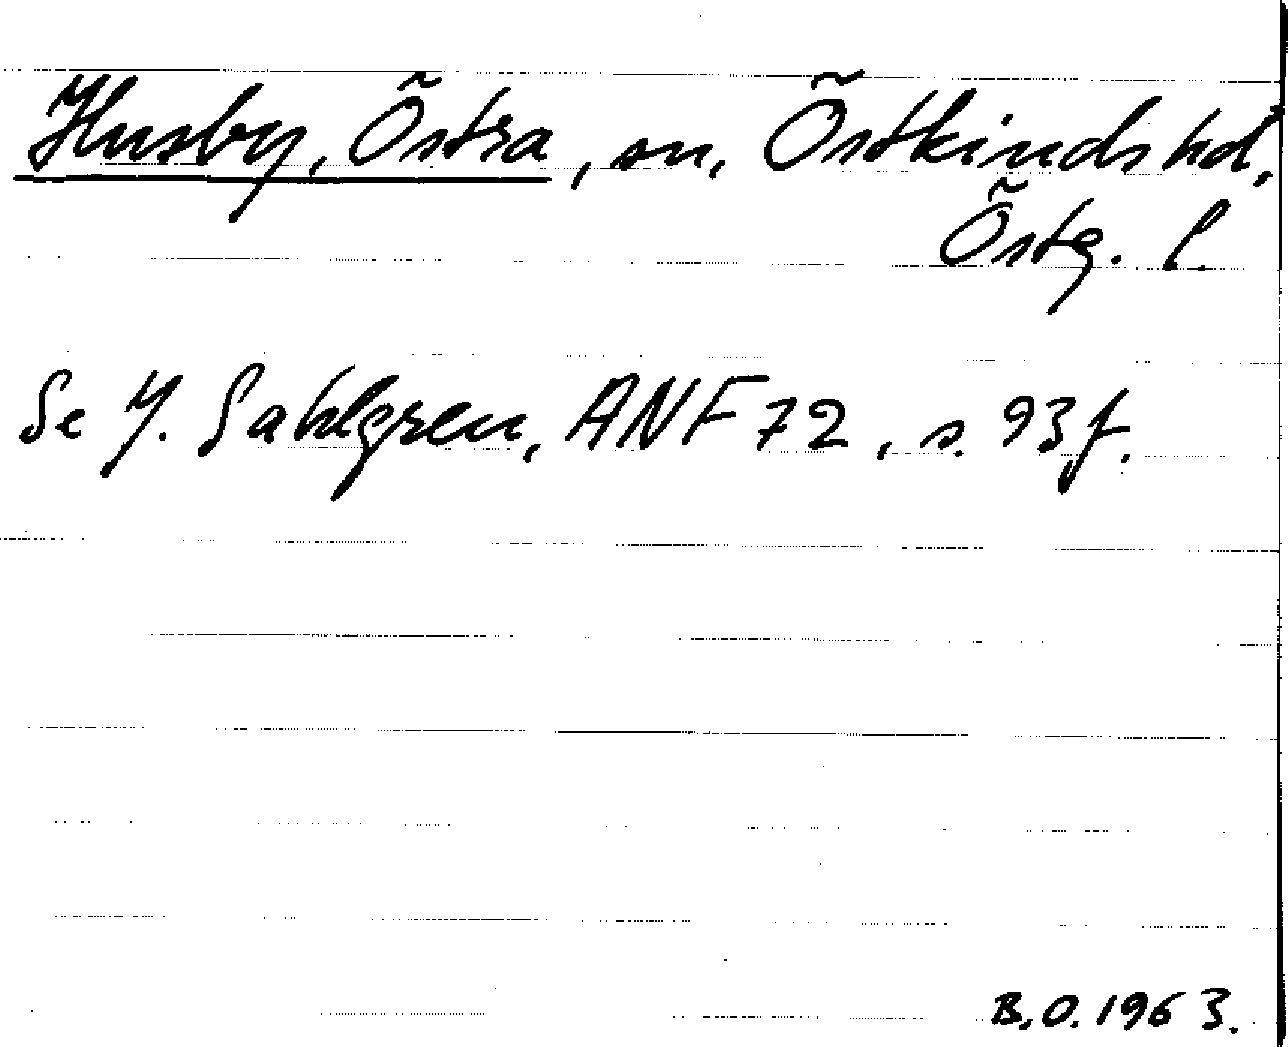 Husby, Östra, sn, Östkinds hd,
Östg. l.
Se J. Sahlgren, ANF 72, s. 93 f.
B.O. 1963.